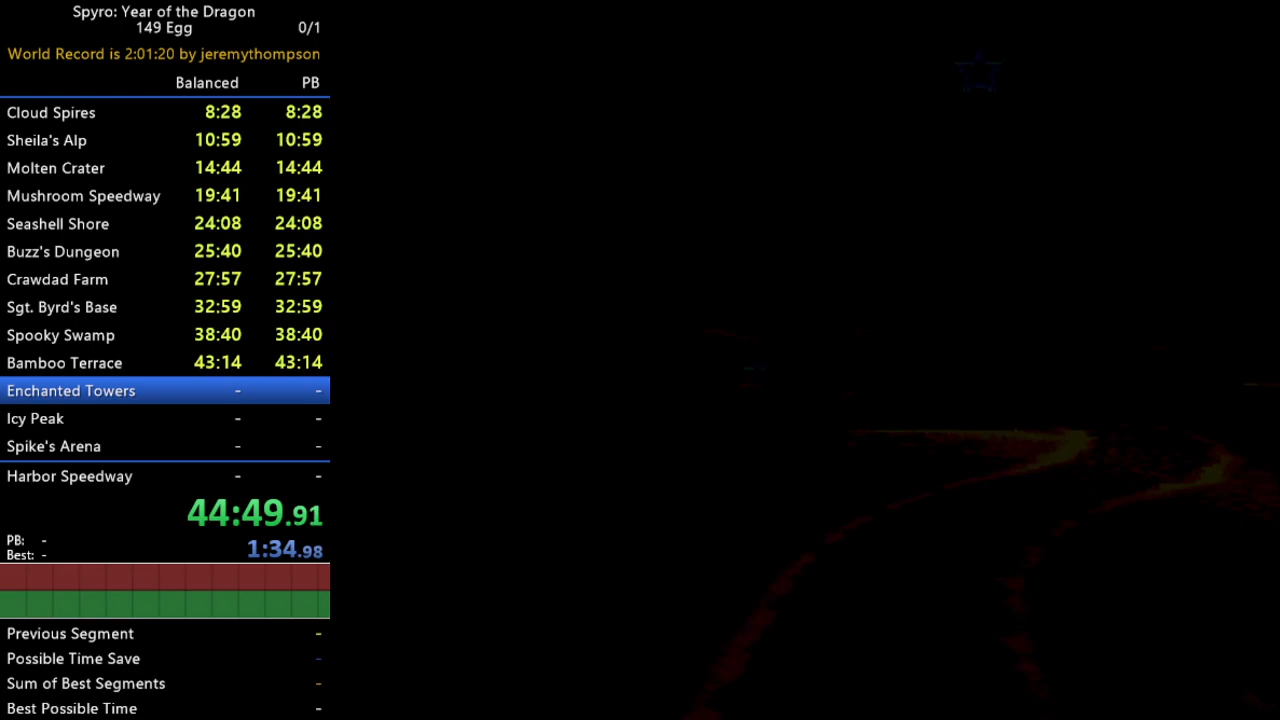 Spyro: Year of the Dragon
149 Egg 0/1
World Record is 2:01:20 by jeremythompson
Balanced PB
Cloud Spires 8:28 8:28
Sheila's Alp 10:59 10:59
Molten Crater 14:44 14:44
Mushroom Speedway 19:41 19:41
Seashell Shore 24:08 24:08
Buzz's Dungeon 25:40 25:40
Crawdad Farm 27:57 27:57
Sgt. Byrd's Base 32:59 32:59
Spooky Swamp 38:40 38:40
Bamboo Terrace 43:14 43:14
Enchanted Towers - -
Icy Peak - -
Spike's Arena - -
Harbor Speedway - -
44:49.91
PB: -
Best: - 1:34.98
Previous Segment -
Possible Time Save -
Sum of Best Segments -
Best Possible Time -